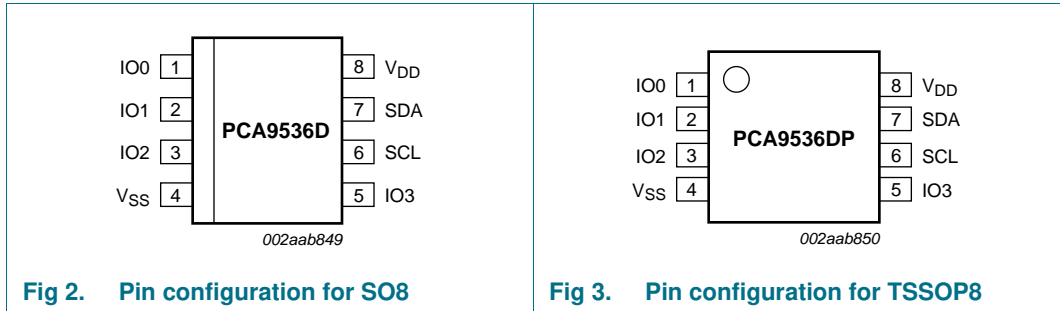 IO0 1 8 VDD
IO1 2 7 SDA
PCA9536D
IO2 3 6 SCL
VSS 4 5 IO3
002aab849
Fig 2. Pin configuration for SO8
IO0 1 8 VDD
IO1 2 7 SDA
PCA9536DP
IO2 3 6 SCL
VSS 4 5 IO3
002aab850
Fig 3. Pin configuration for TSSOP8